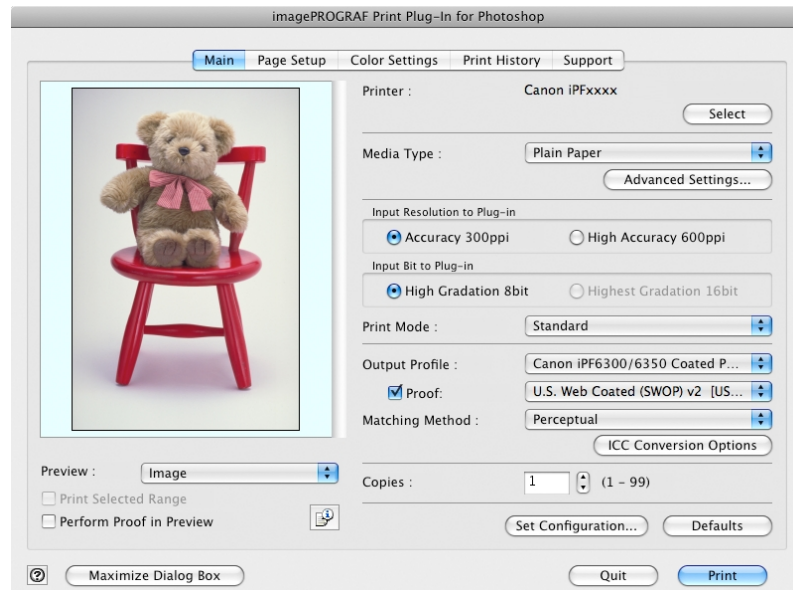 imagePROGRAF Print Plug-In for Photoshop
Main Page Setup Color Settings Print History Support
Printer : Canon iPFxxxx
Select
Media Type : Plain Paper
Advanced Settings...
Input Resolution to Plug-in
Accuracy 300ppi High Accuracy 600ppi
Input Bit to Plug-in
High Gradation 8bit Highest Gradation 16bit
Print Mode : Standard
Output Profile : Canon iPF6300/6350 Coated P...
Proof: U.S. Web Coated (SWOP) v2 [US...
Matching Method : Perceptual
ICC Conversion Options
Preview : Image
Print Selected Range
Perform Proof in Preview
Copies : 1 (1 – 99)
Set Configuration... Defaults
? Maximize Dialog Box Quit Print